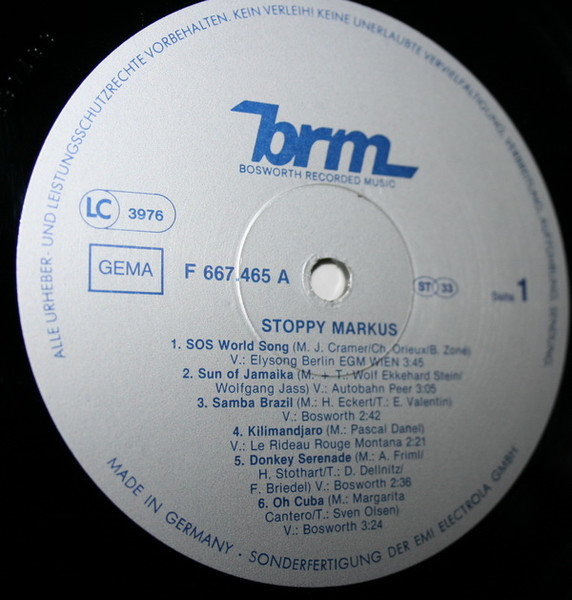 ALLE URHEBER- UND LEISTUNGSSCHUTZRECHTE VORBEHALTEN. KEIN VERLEIH! KEINE UNERLAUBTE VERVIELFÄLTIGUNG, VERMIETUNG, AUFFÜHRUNG, SENDUNG
brm
BOSWORTH RECORDED MUSIC
LC 3976
GEMA
F 667.465 A
ST 33
Seite 1
STOPPY MARKUS
1. SOS World Song (M. J. Cramer/Ch. Orieux/B. Zoné)
V.: Elysong Berlin EGM WIEN 3:45
2. Sun of Jamaika (M. + T.: Wolf Ekkehard Stein/
Wolfgang Jass) V.: Autobahn Peer 3:05
3. Samba Brazil (M.: H. Eckert/T.: E. Valentin)
V.: Bosworth 2:42
4. Kilimandjaro (M.: Pascal Danel)
V.: Le Rideau Rouge Montana 2:21
5. Donkey Serenade (M.: A. Friml/
H. Stothart/T.: D. Delinitz/
F. Briedel) V.: Bosworth 2:36
6. Oh Cuba (M.: Margarita
Cantero/T.: Sven Olsen)
V.: Bosworth 3:24
MADE IN GERMANY · SONDERFERTIGUNG DER EMI ELECTROLA GMBH